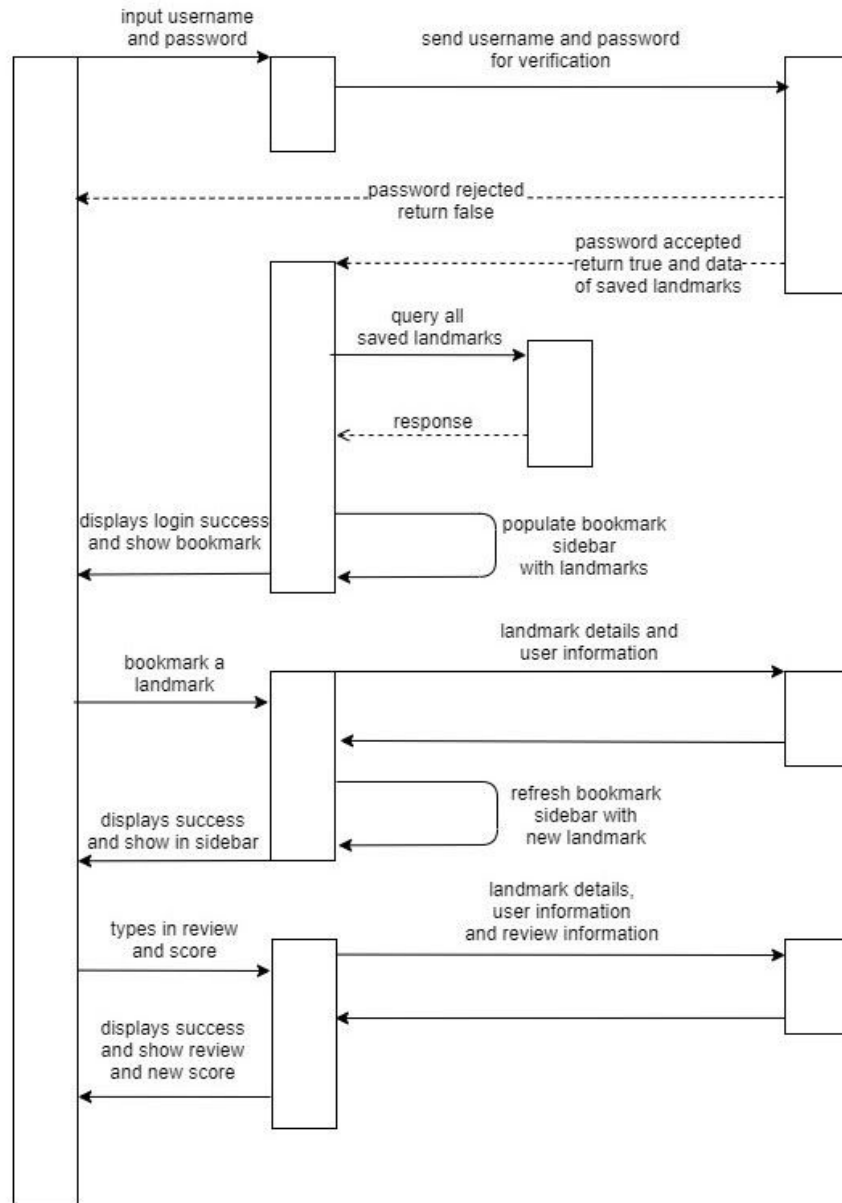 input username
and password
send username and password
for verification
password rejected
return false
password accepted
return true and data
of saved landmarks
query all
saved landmarks
response
displays login success
and show bookmark
populate bookmark
sidebar
with landmarks
landmark details and
user information
bookmark a
landmark
refresh bookmark
sidebar with
new landmark
displays success
and show in sidebar
landmark details,
user information
and review information
types in review
and score
displays success
and show review
and new score